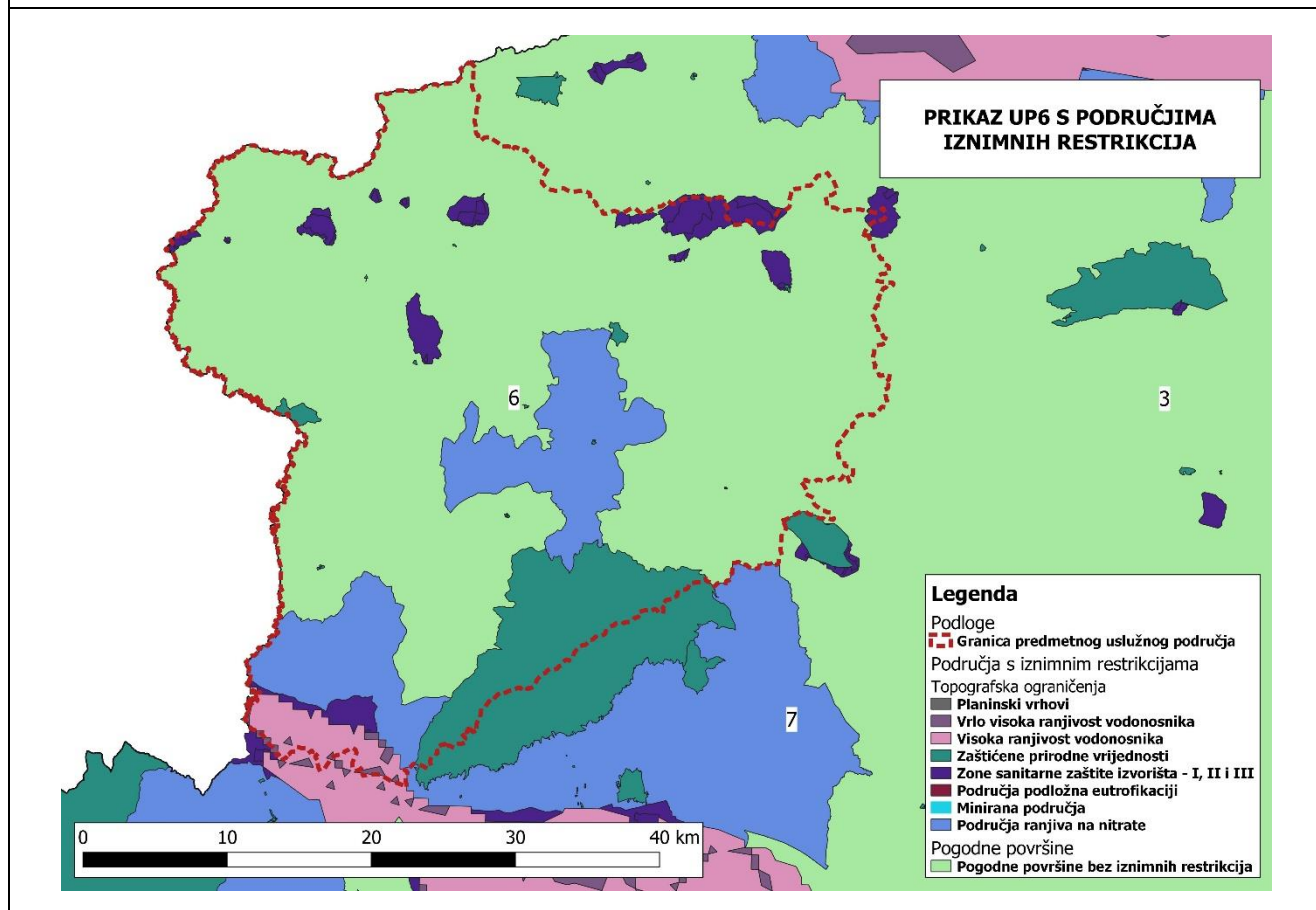 PRIKAZ UP6 S PODRUČJIMA
IZNIMNIH RESTRIKCIJA
6
3
7
Legenda
Podloge
Granica predmetnog uslužnog područja
Područja s iznimnim restrikcijama
Topografska ograničenja
Planinski vrhovi
Vrlo visoka ranjivost vodonosnika
Visoka ranjivost vodonosnika
Zaštićene prirodne vrijednosti
Zone sanitarne zaštite izvorišta - I, II i III
Područja podložna eutrofikaciji
Minirana područja
Područja ranjiva na nitrate
Pogodne površine
Pogodne površine bez iznimnih restrikcija
0 10 20 30 40 km